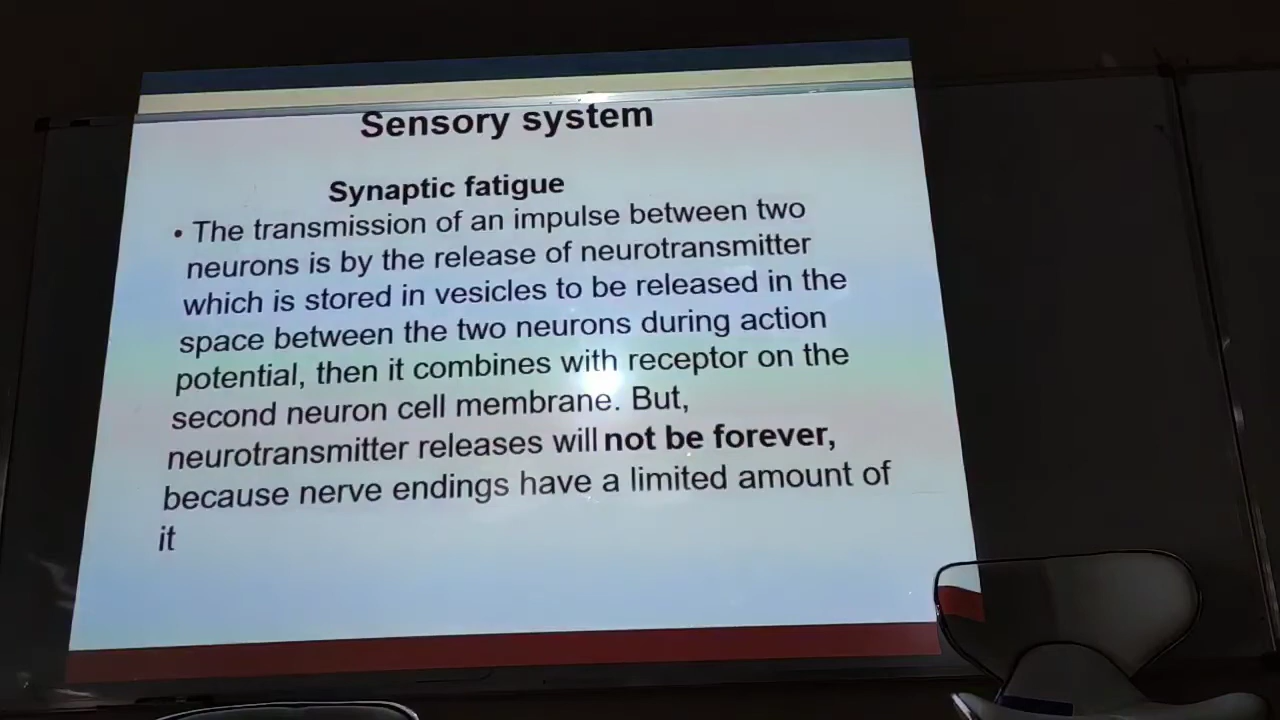 Sensory system
Synaptic fatigue
• The transmission of an impulse between two
neurons is by the release of neurotransmitter
which is stored in vesicles to be released in the
space between the two neurons during action
potential, then it combines with receptor on the
second neuron cell membrane. But,
neurotransmitter releases will not be forever,
because nerve endings have a limited amount of
it